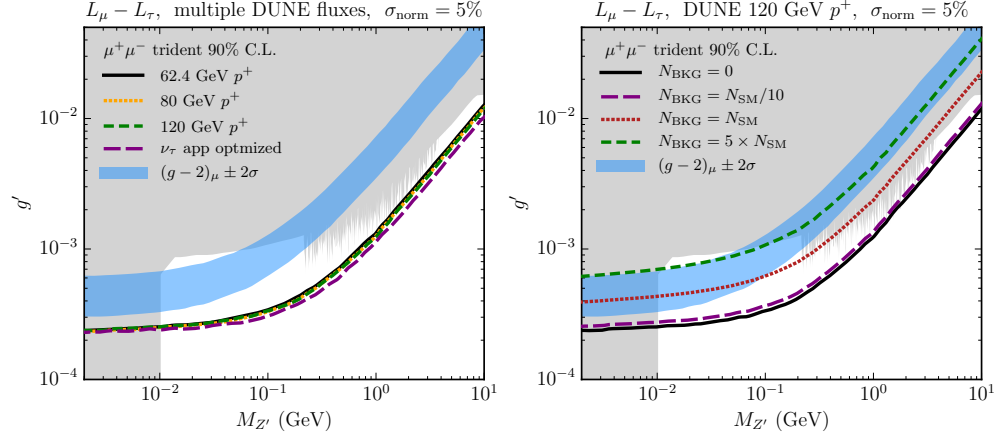 L_μ − L_τ, multiple DUNE fluxes, σ_norm = 5%
μ⁺μ⁻ trident 90% C.L.
62.4 GeV p⁺
80 GeV p⁺
120 GeV p⁺
ν_τ app optmized
(g − 2)_μ ± 2σ
10⁻²
10⁻³
10⁻⁴
g′
10⁻² 10⁻¹ 10⁰ 10¹
M_Z′ (GeV)
L_μ − L_τ, DUNE 120 GeV p⁺, σ_norm = 5%
μ⁺μ⁻ trident 90% C.L.
N_BKG = 0
N_BKG = N_SM/10
N_BKG = N_SM
N_BKG = 5 × N_SM
(g − 2)_μ ± 2σ
10⁻²
10⁻³
10⁻⁴
g′
10⁻² 10⁻¹ 10⁰ 10¹
M_Z′ (GeV)